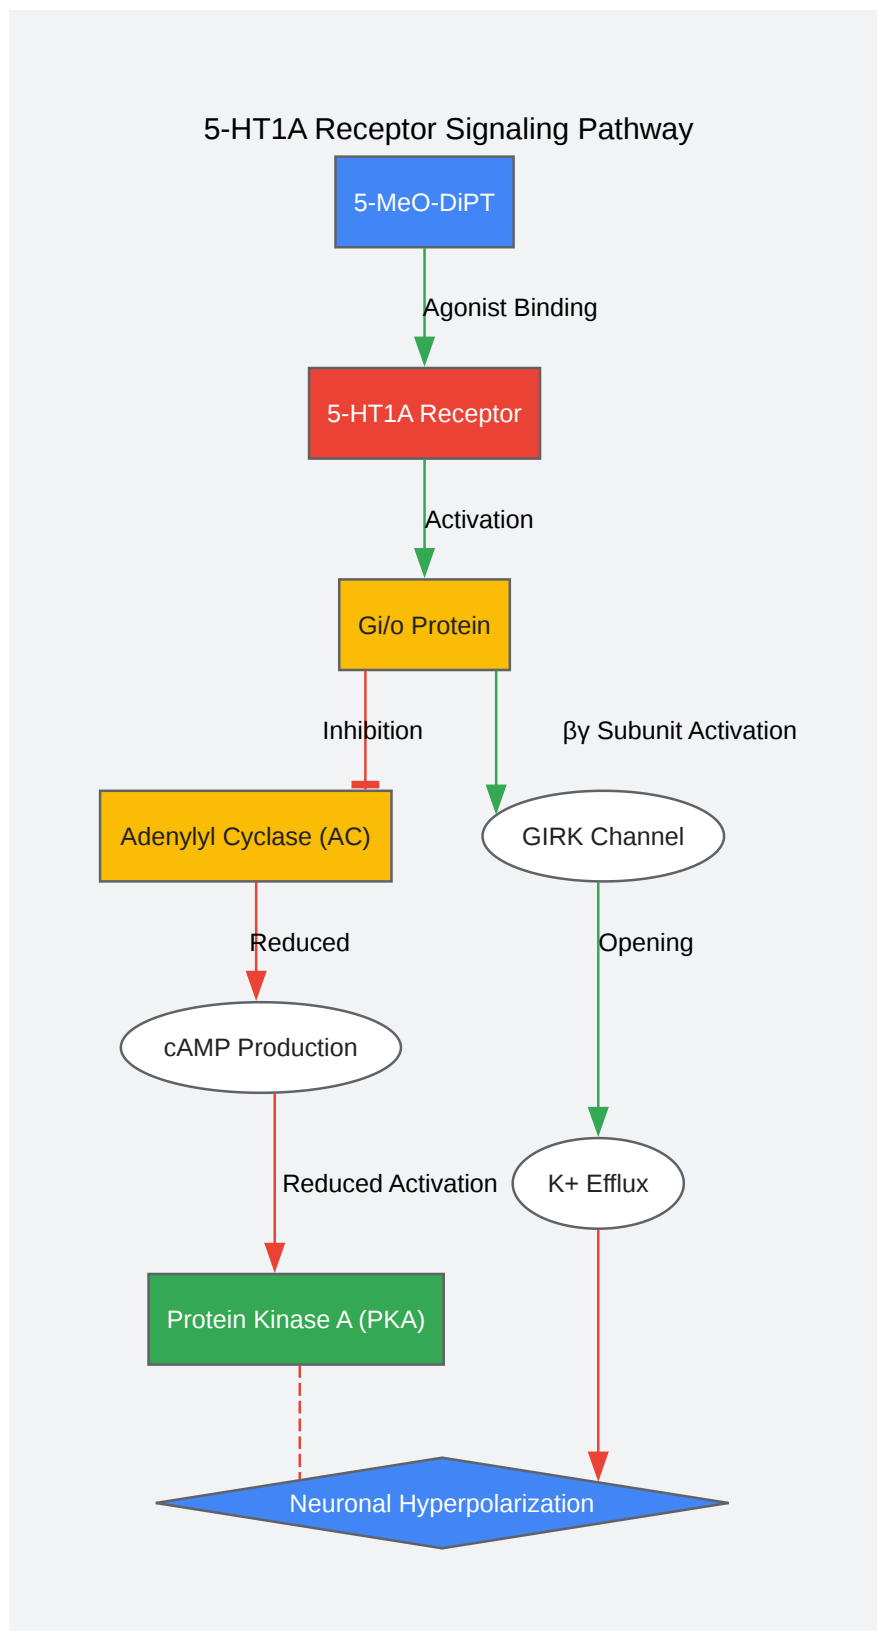 5-HT1A Receptor Signaling Pathway
5-MeO-DiPT
Agonist Binding
5-HT1A Receptor
Activation
Gi/o Protein
Inhibition
βγ Subunit Activation
Adenylyl Cyclase (AC)
GIRK Channel
Reduced
Opening
cAMP Production
Reduced Activation
K+ Efflux
Protein Kinase A (PKA)
Neuronal Hyperpolarization